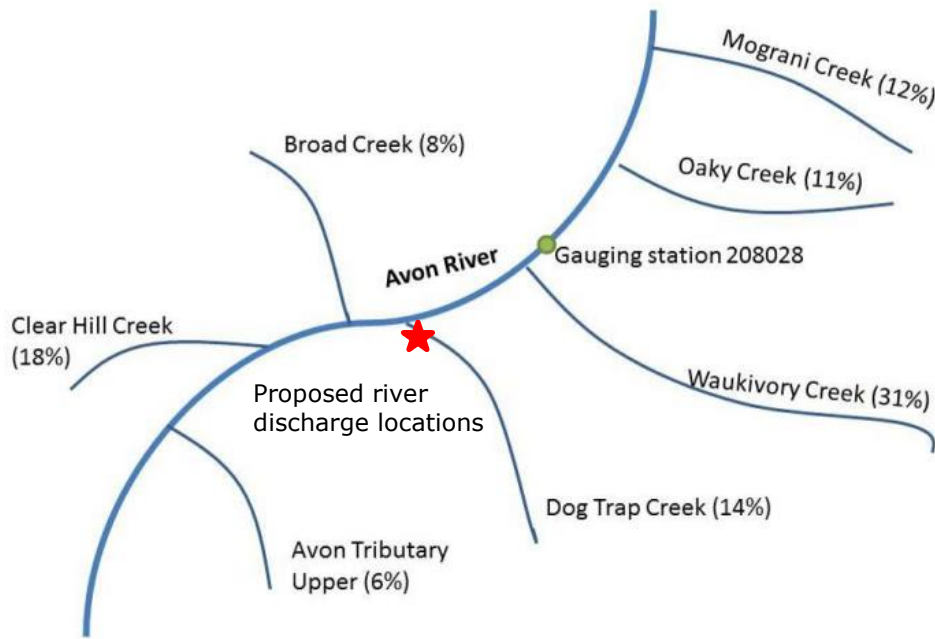 Mograni Creek (12%)
Broad Creek (8%)
Oaky Creek (11%)
Avon River
Gauging station 208028
Clear Hill Creek
(18%)
Proposed river
discharge locations
Waukivory Creek (31%)
Dog Trap Creek (14%)
Avon Tributary
Upper (6%)